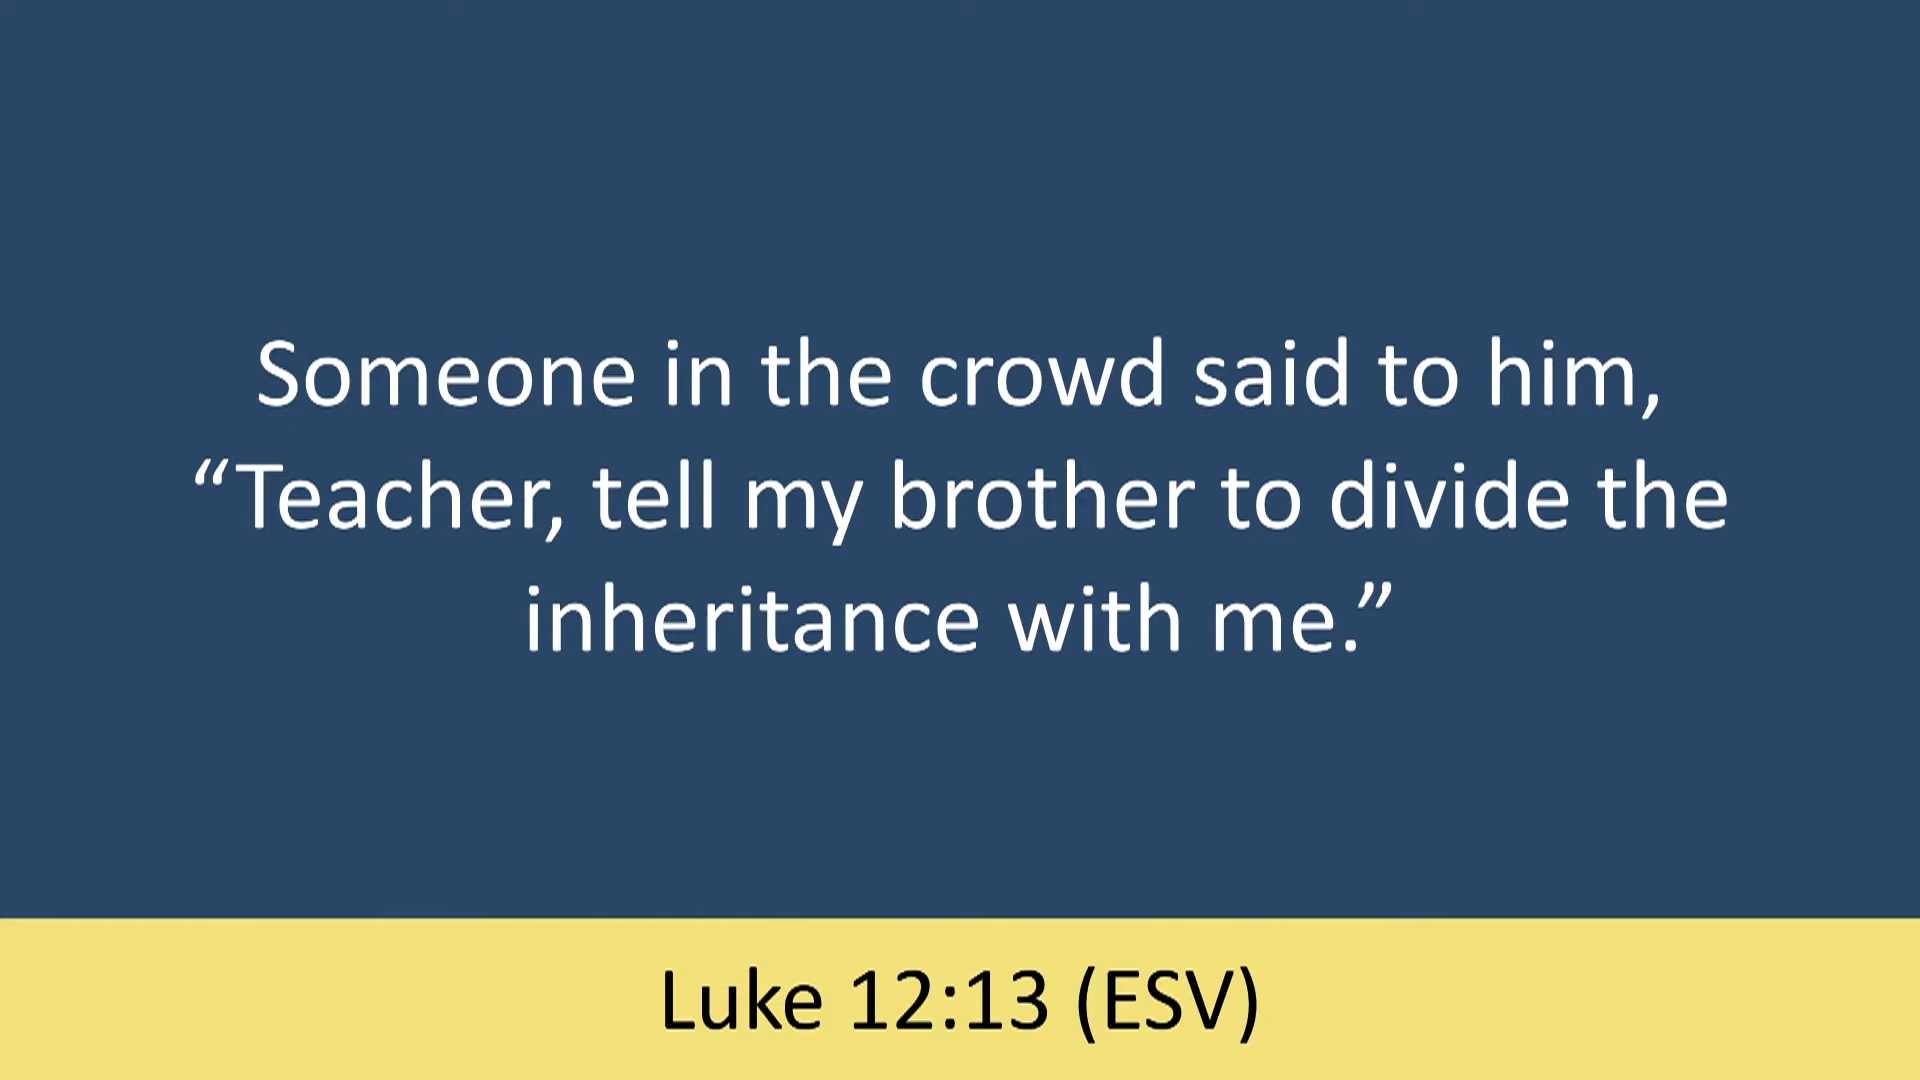 Someone in the crowd said to him,
“Teacher, tell my brother to divide the
inheritance with me.”
Luke 12:13 (ESV)